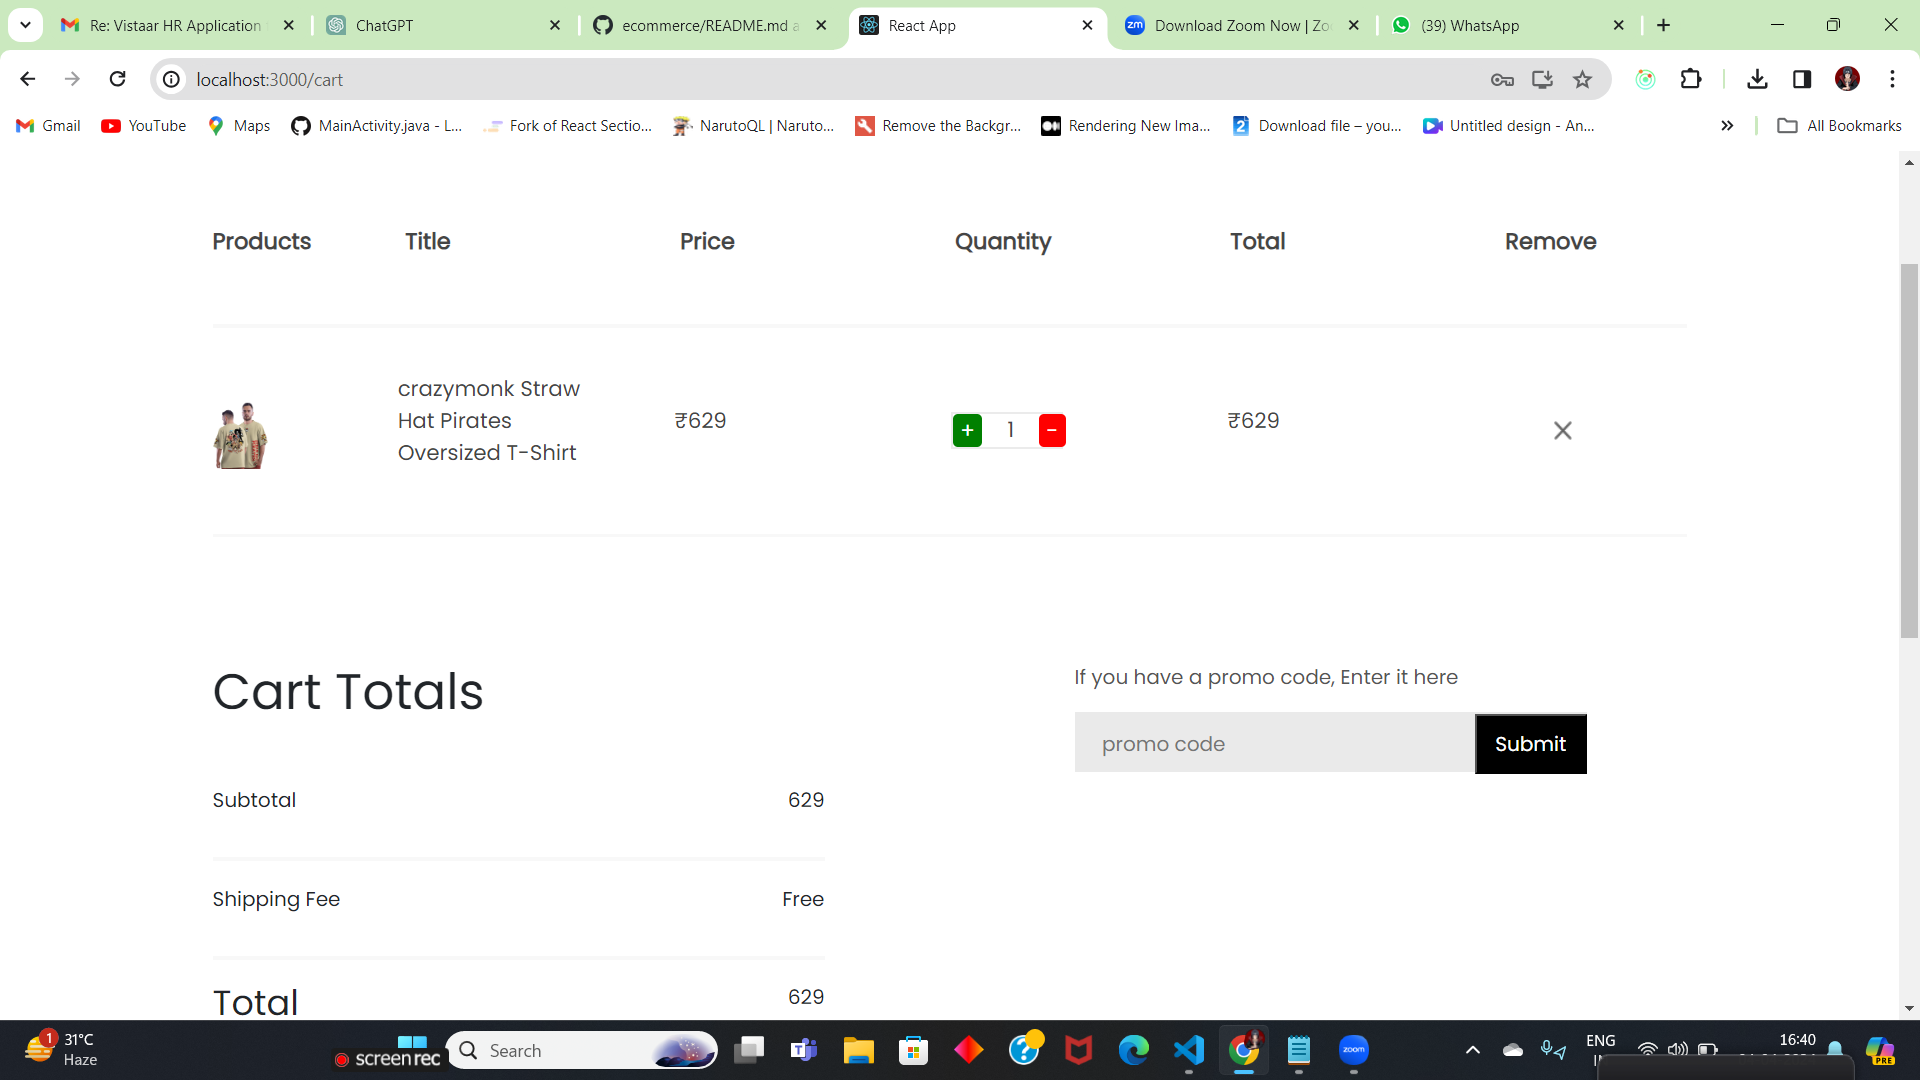 Re: Vistaar HR Application
ChatGPT
ecommerce/README.md a
React App
zm
Download Zoom Now | Zo
(39) WhatsApp
localhost:3000/cart
Gmail
YouTube
Maps
MainActivity.java - L...
Fork of React Sectio...
NarutoQL | Naruto...
Remove the Backgr...
Rendering New Ima...
Download file – you...
Untitled design - An...
All Bookmarks
Products Title Price Quantity Total Remove
crazymonk Straw
Hat Pirates
Oversized T-Shirt
₹629
+ 1 -
₹629
Cart Totals
If you have a promo code, Enter it here
promo code
Submit
Subtotal 629
Shipping Fee Free
Total 629
1
31°C
Haze
screenrec
Search
zoom
ENG
16:40
PRE